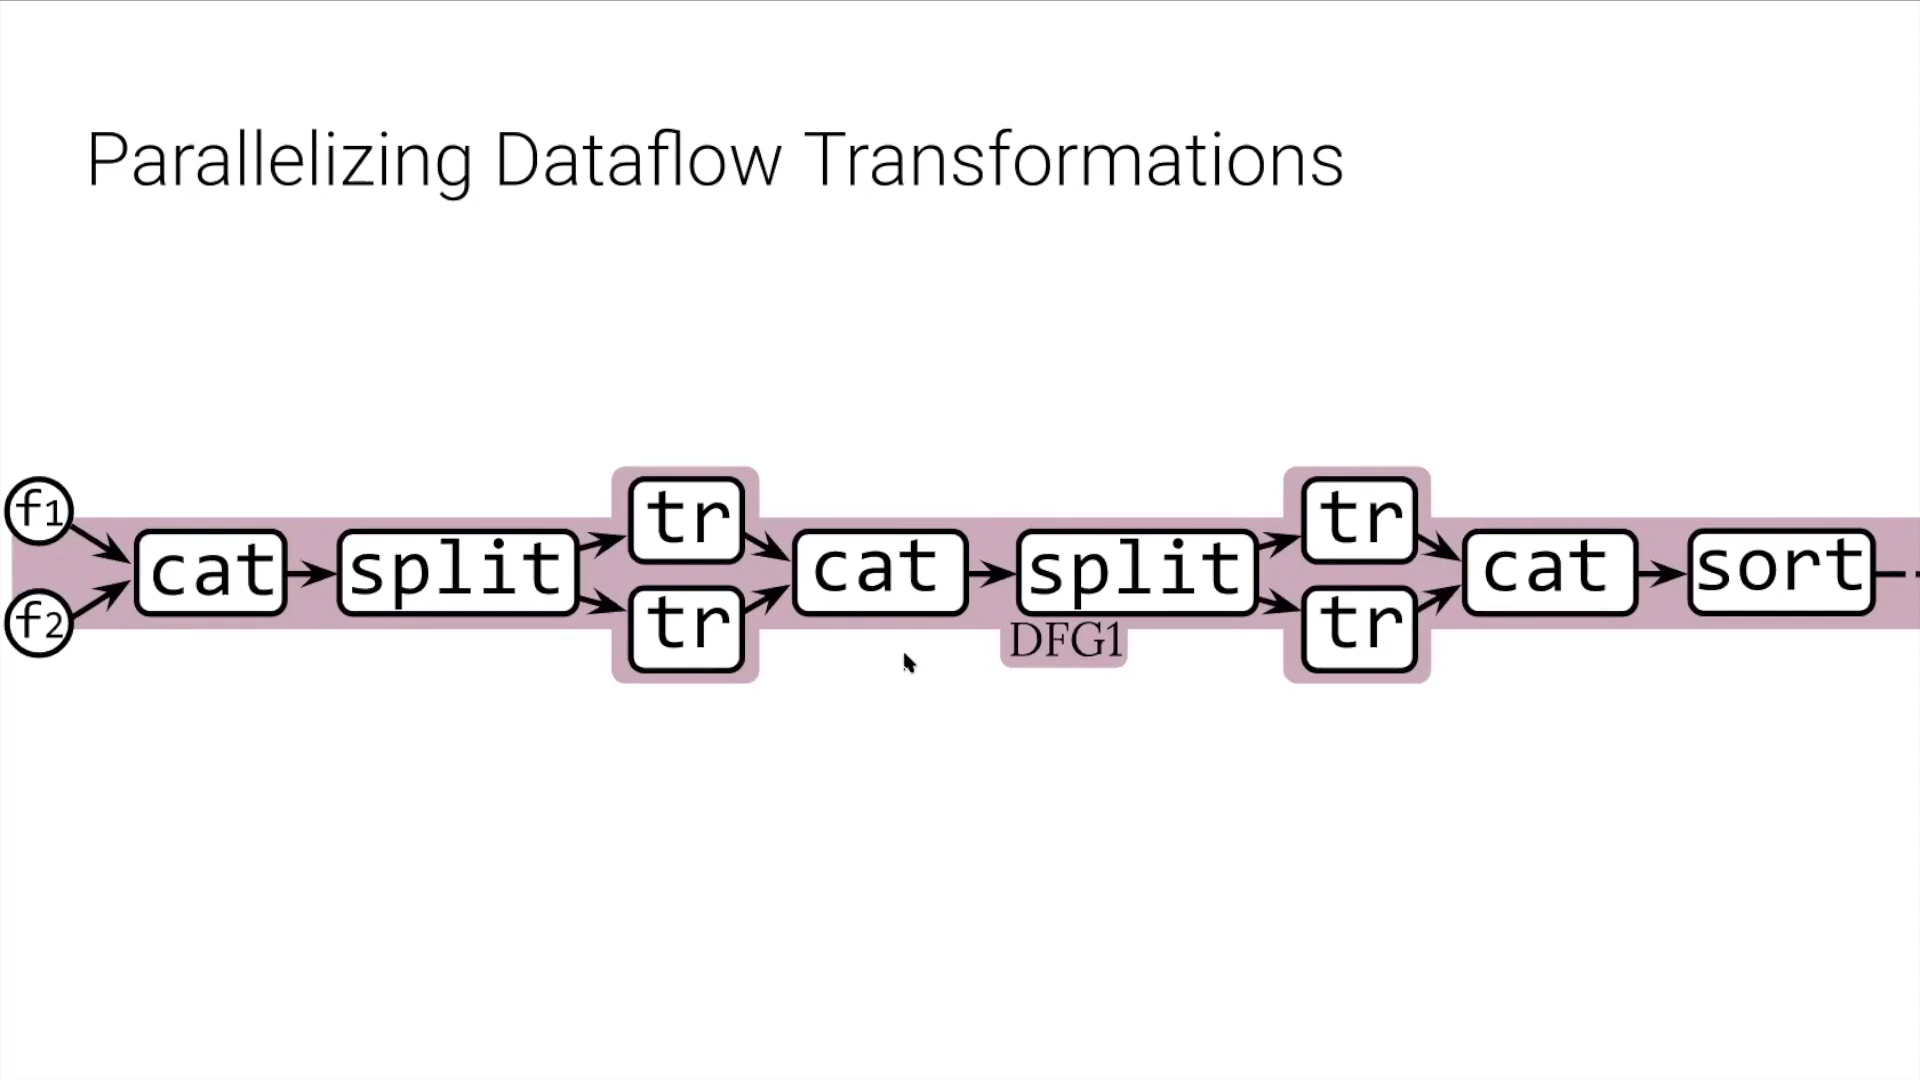 Parallelizing Dataflow Transformations
f1
f2
cat
split
tr
tr
cat
split
DFG1
tr
tr
cat
sort